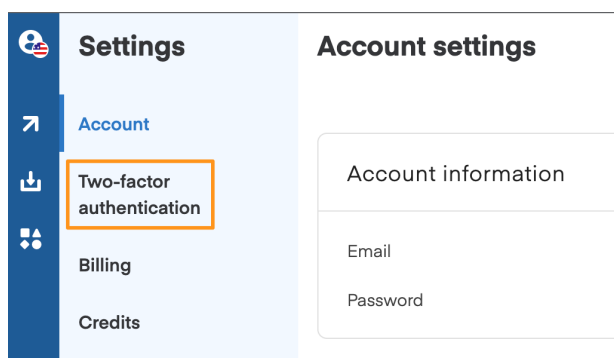 Settings
Account
Two-factor
authentication
Billing
Credits
Account settings
Account information
Email
Password